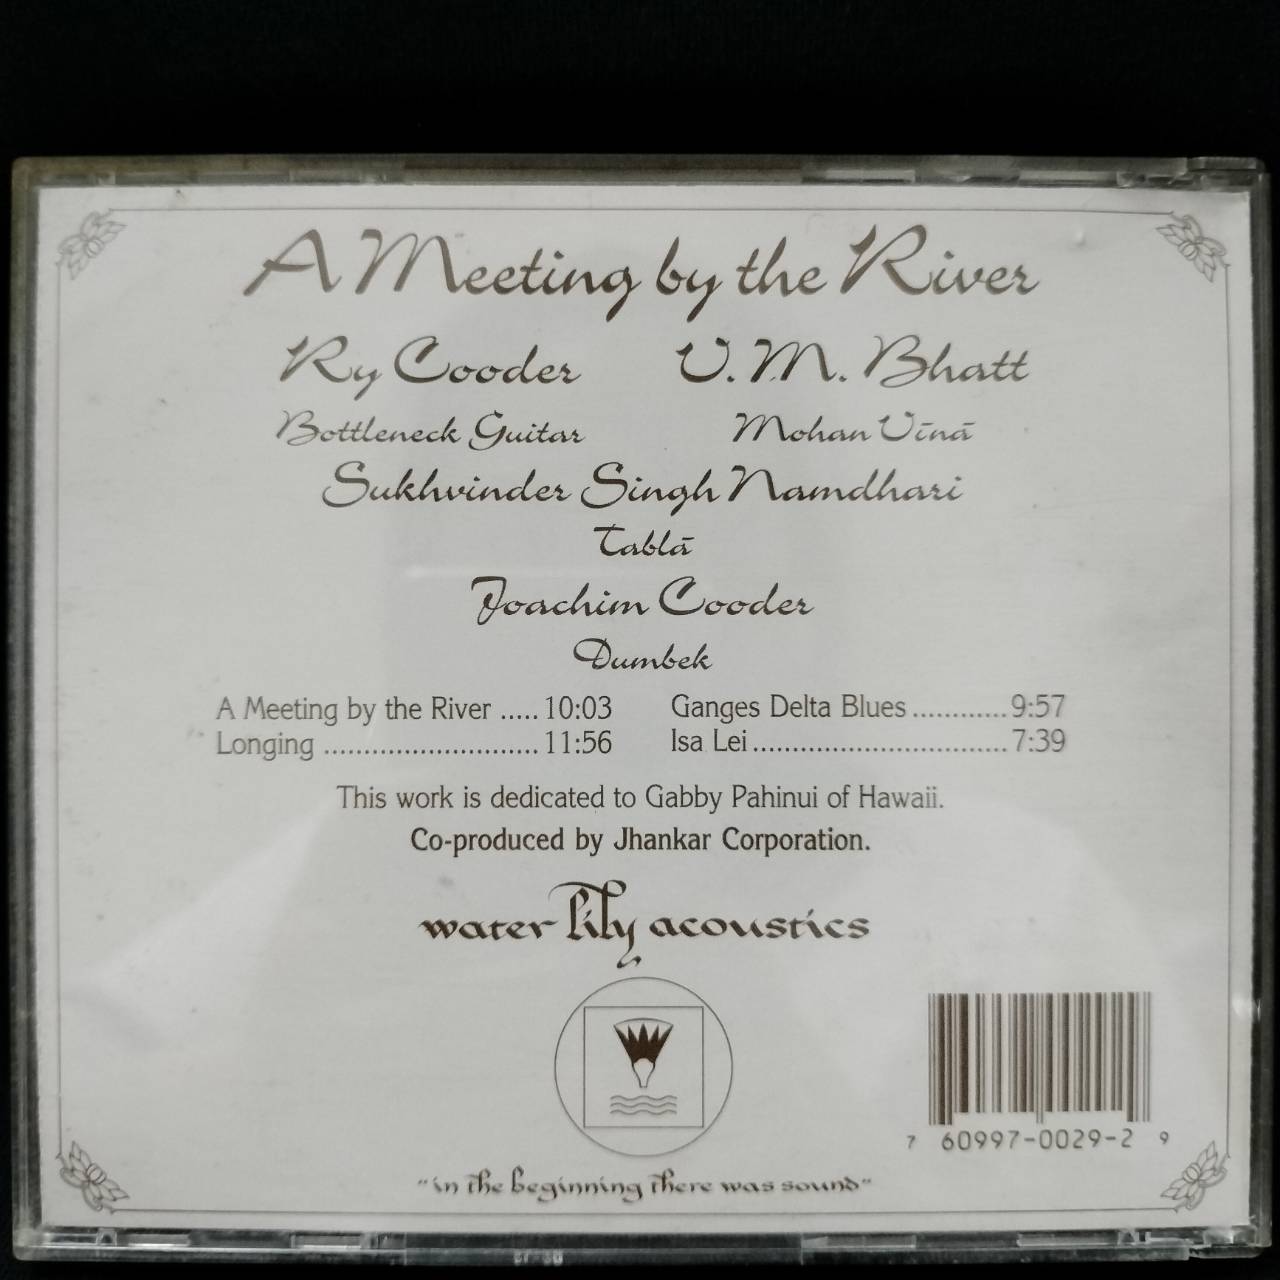 A Meeting by the River
Ry Cooder V.M. Bhatt
Bottleneck Guitar Mohan Vīnā
Sukhvinder Singh Namdhari
Tablā
Joachim Cooder
Dumbek
A Meeting by the River ..... 10:03 Ganges Delta Blues ............ 9:57
Longing ........................... 11:56 Isa Lei ................................ 7:39
This work is dedicated to Gabby Pahinui of Hawaii.
Co-produced by Jhankar Corporation.
water lily acoustics
7 60997-0029-2 9
"in the beginning there was sound"